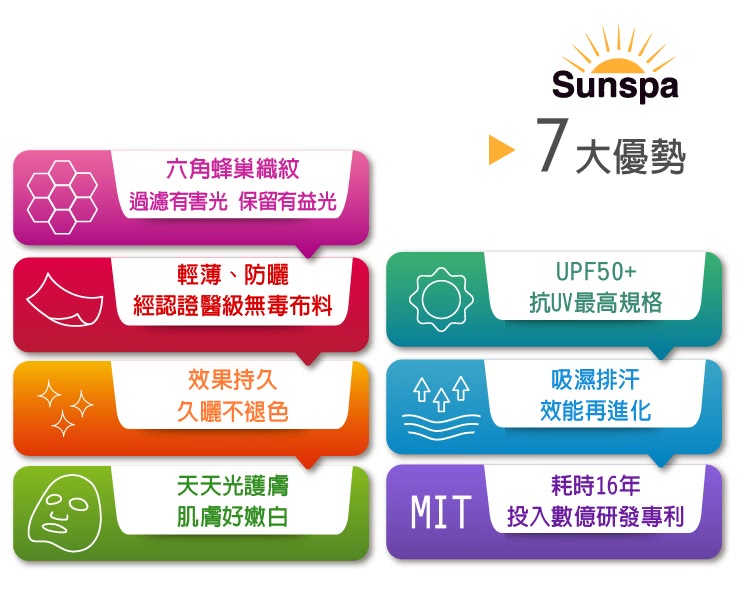 Sunspa
7大優勢
六角蜂巢織紋
過濾有害光 保留有益光
輕薄、防曬
經認證醫級無毒布料
效果持久
久曬不褪色
天天光護膚
肌膚好嫩白
UPF50+
抗UV最高規格
吸濕排汗
效能再進化
MIT
耗時16年
投入數億研發專利